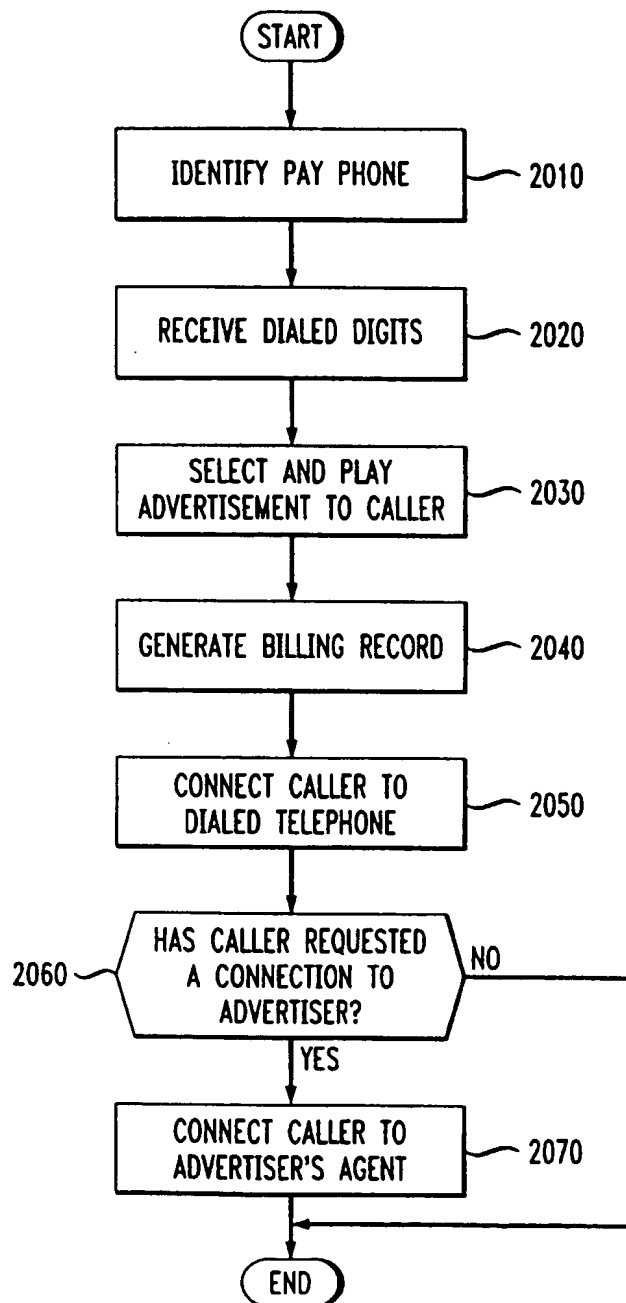 START
IDENTIFY PAY PHONE
2010
RECEIVE DIALED DIGITS
2020
SELECT AND PLAY
ADVERTISEMENT TO CALLER
2030
GENERATE BILLING RECORD
2040
CONNECT CALLER TO
DIALED TELEPHONE
2050
HAS CALLER REQUESTED
A CONNECTION TO
ADVERTISER?
2060
NO
YES
CONNECT CALLER TO
ADVERTISER'S AGENT
2070
END